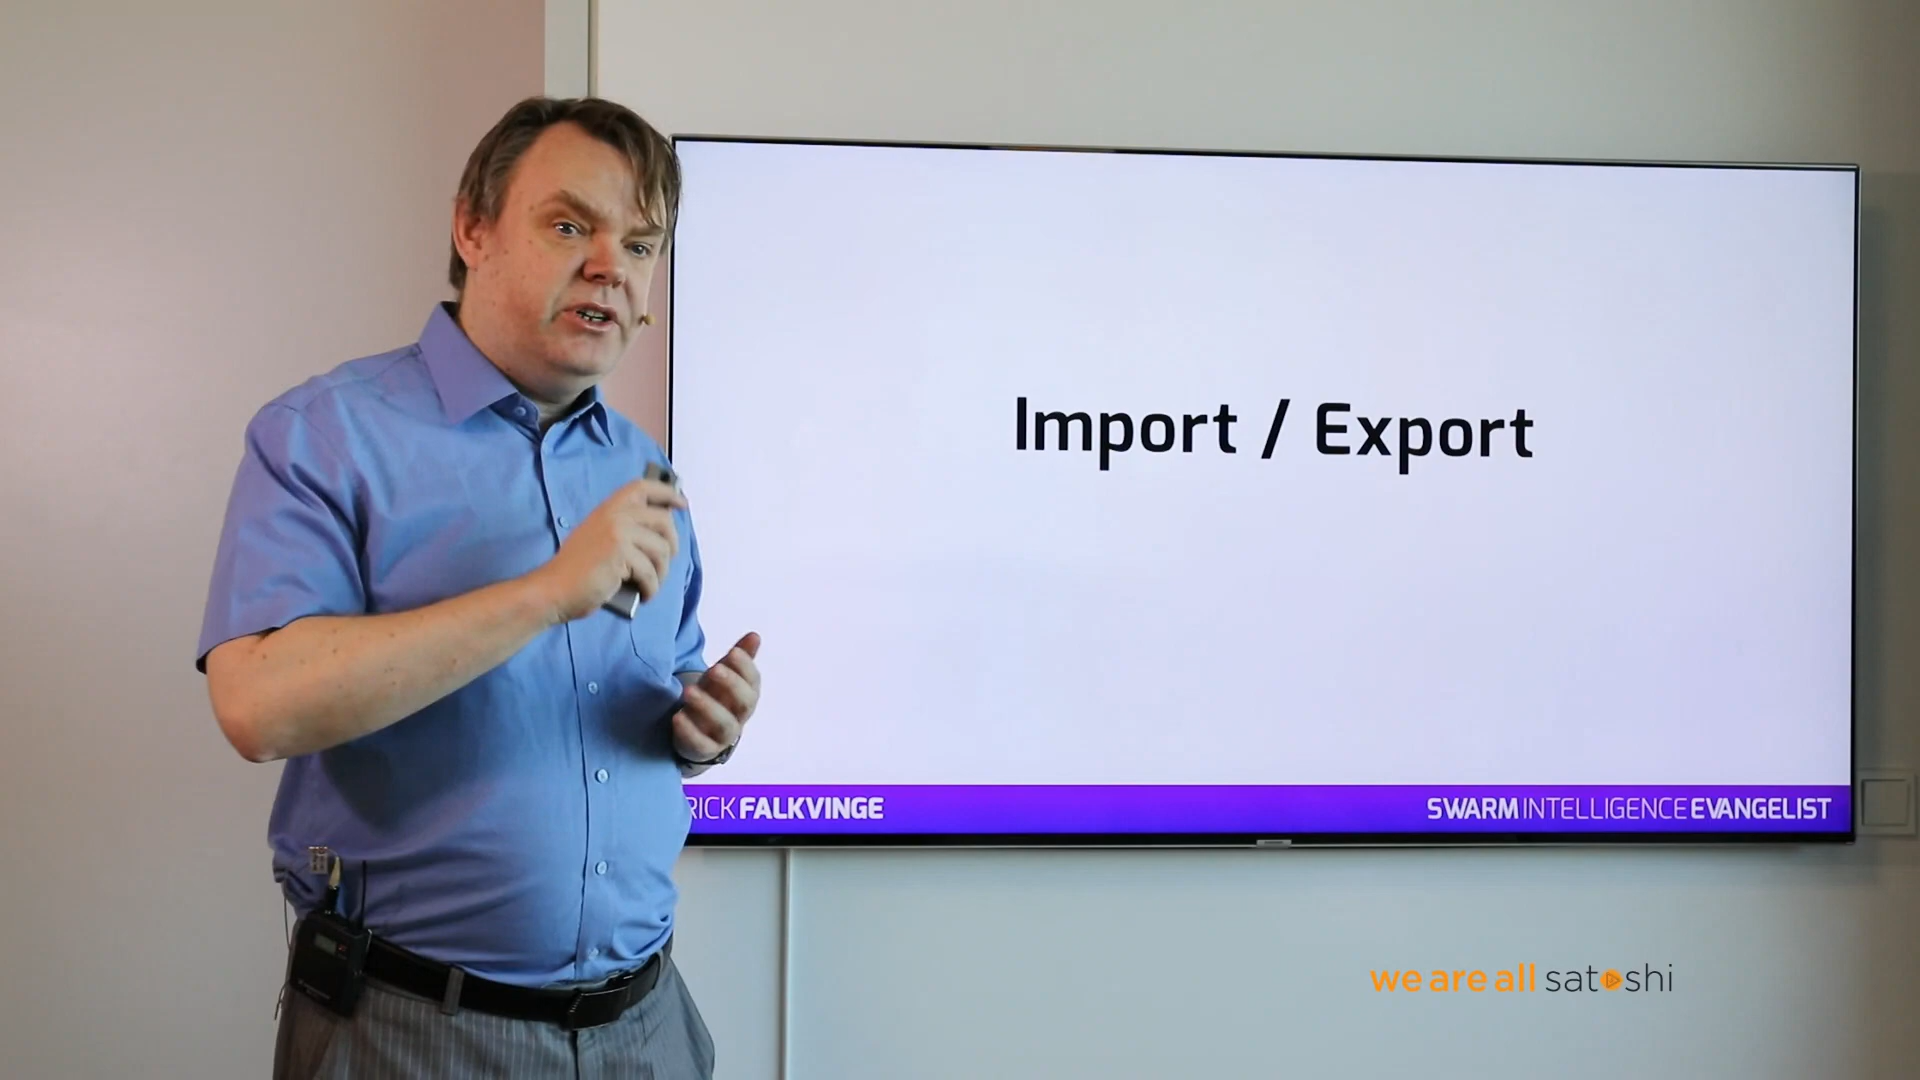 Import / Export
RICK FALKVINGE
SWARM INTELLIGENCE EVANGELIST
we are all satoshi